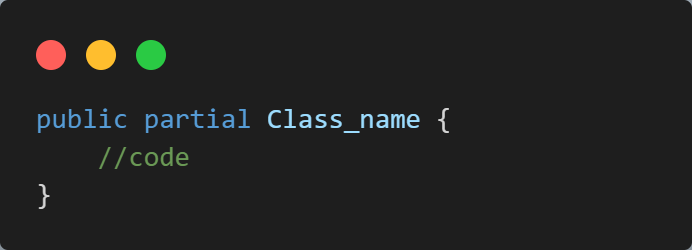 public partial Class_name {
    //code
}